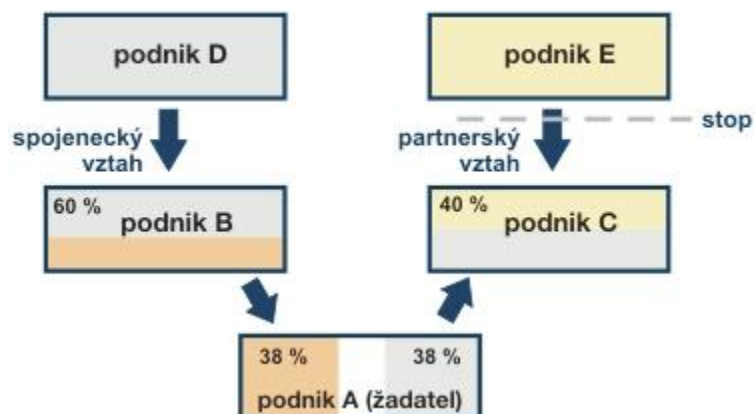 podnik D
podnik E
spojenecký
vztah
partnerský
vztah
stop
60 %
podnik B
40 %
podnik C
38 %
38 %
podnik A (žadatel)